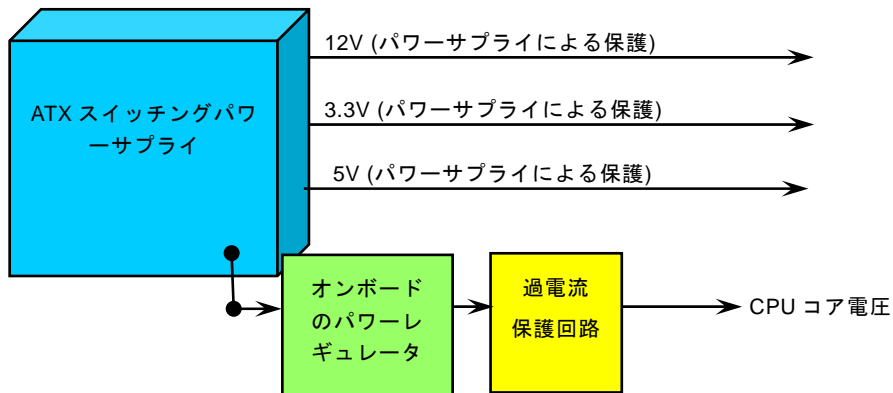 12V (パワーサプライによる保護)
ATX スイッチングパワ
ーサプライ
3.3V (パワーサプライによる保護)
5V (パワーサプライによる保護)
オンボード
のパワーレ
ギュレータ
過電流
保護回路
CPU コア電圧